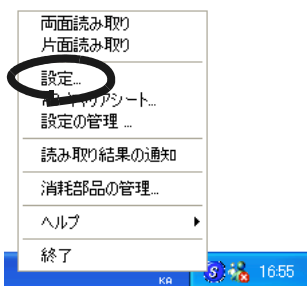 両面読み取り
片面読み取り
設定...
キャリアシート...
設定の管理 ...
読み取り結果の通知
消耗部品の管理...
ヘルプ
終了
KA
S
16:55